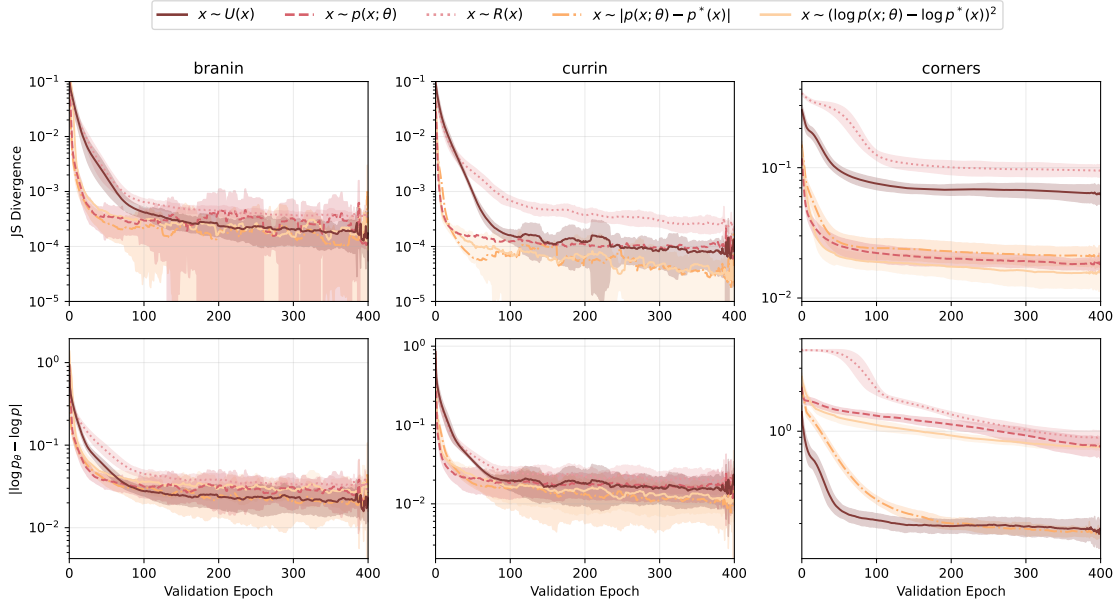 x ∼ U(x) x ∼ p(x; θ) x ∼ R(x) x ∼ |p(x; θ) − p*(x)| x ∼ (log p(x; θ) − log p*(x))²
branin currin corners
JS Divergence
10⁻¹ 10⁻² 10⁻³ 10⁻⁴ 10⁻⁵
0 100 200 300 400
10⁻¹ 10⁻² 10⁻³ 10⁻⁴ 10⁻⁵
0 100 200 300 400
10⁻¹ 10⁻²
0 100 200 300 400
|log p_θ − log p|
10⁰ 10⁻¹ 10⁻²
0 100 200 300 400
10⁰ 10⁻¹ 10⁻²
0 100 200 300 400
10⁰
0 100 200 300 400
Validation Epoch Validation Epoch Validation Epoch